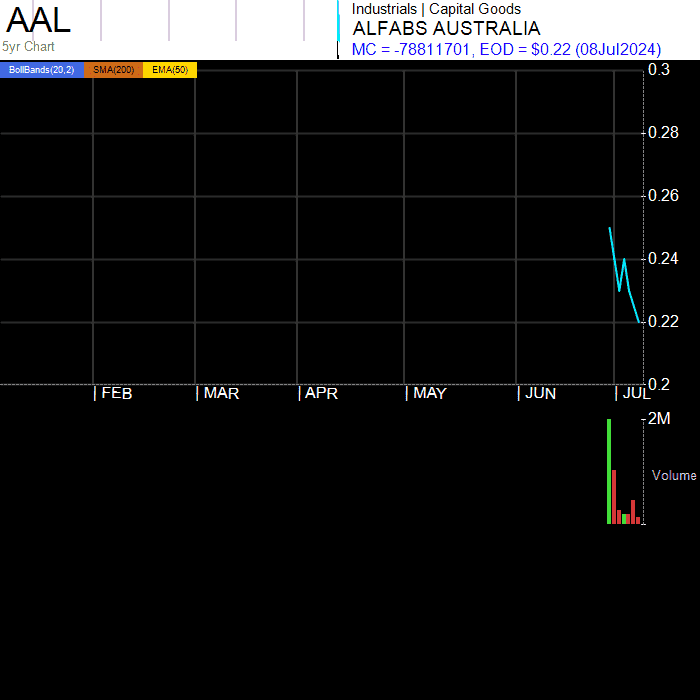 AAL
5yr Chart
Industrials | Capital Goods
ALFABS AUSTRALIA
MC = -78811701, EOD = $0.22 (08Jul2024)
BollBands(20,2) SMA(200) EMA(50)
0.3
0.28
0.26
0.24
0.22
0.2
| FEB | MAR | APR | MAY | JUN | JUL
2M
Volume